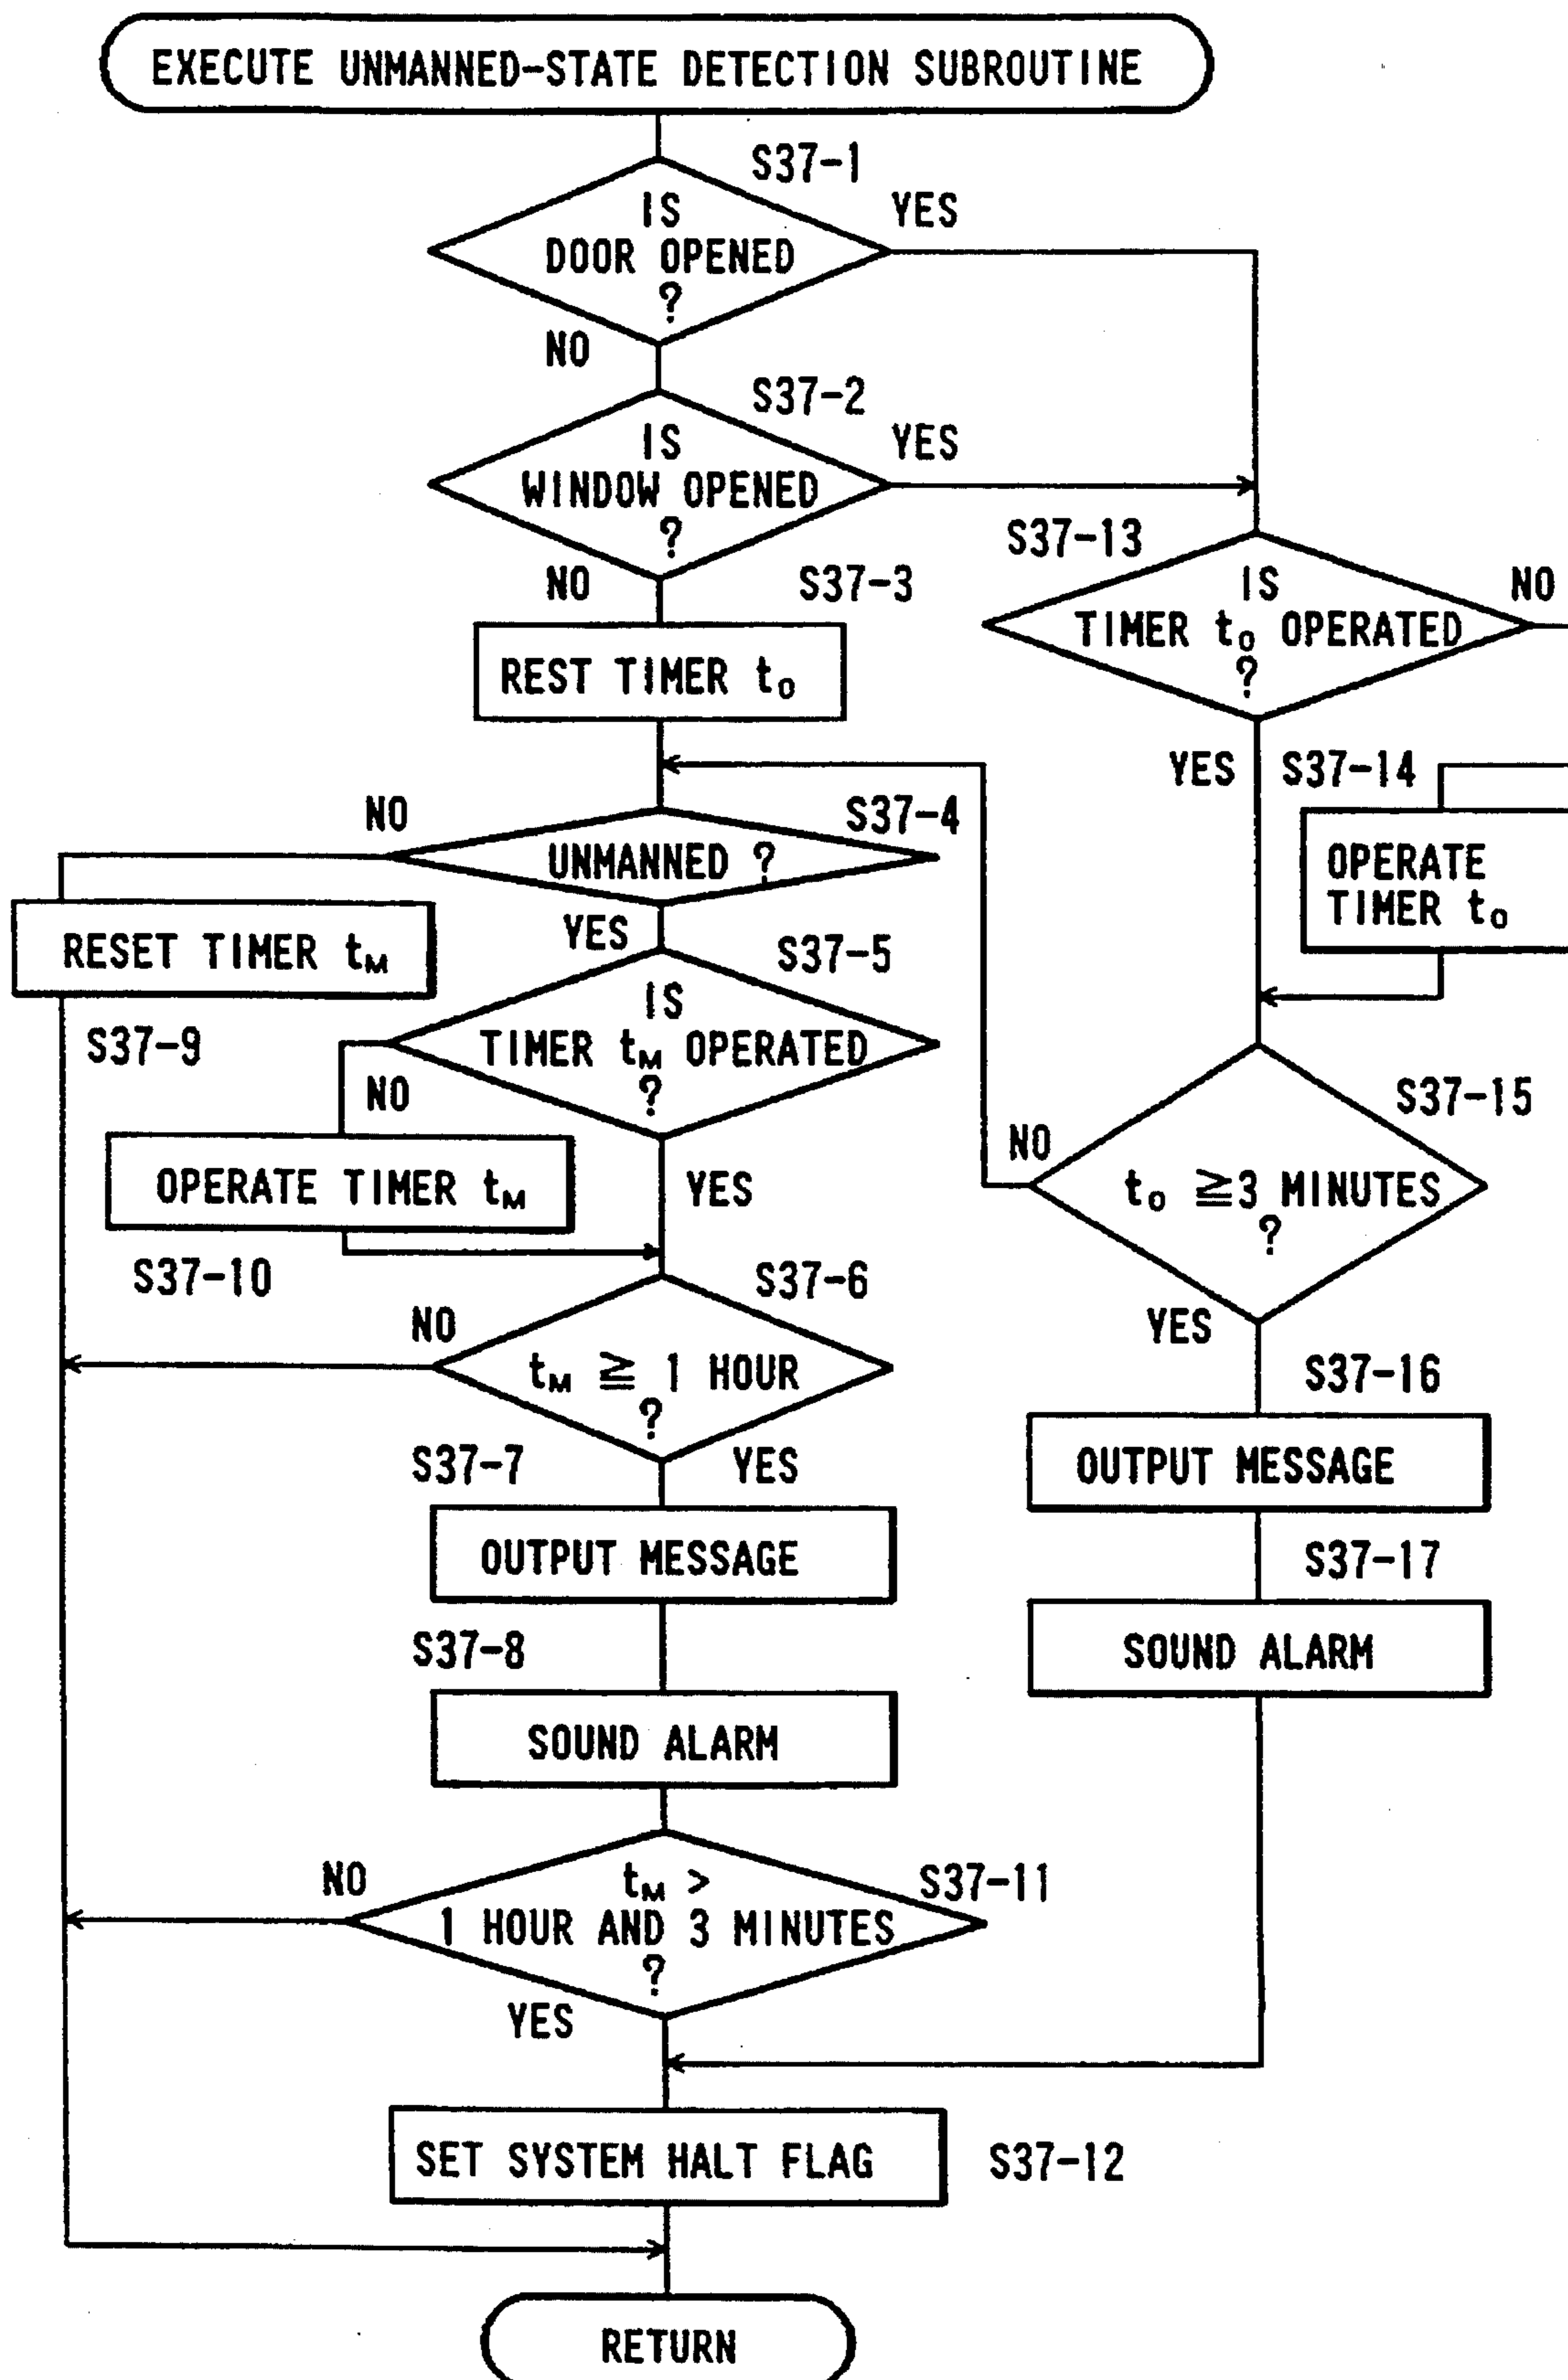 EXECUTE UNMANNED-STATE DETECTION SUBROUTINE
S37-1
IS
DOOR OPENED
?
YES
NO
S37-2
IS
WINDOW OPENED
?
YES
NO
S37-3
REST TIMER t₀
S37-13
IS
TIMER t₀ OPERATED
?
NO
YES
S37-14
OPERATE
TIMER t₀
S37-4
UNMANNED ?
NO
YES
RESET TIMER tM
S37-9
S37-5
IS
TIMER tM OPERATED
?
NO
YES
OPERATE TIMER tM
S37-10
S37-15
t₀ ≧3 MINUTES
?
NO
YES
S37-6
tM ≧ 1 HOUR
?
NO
YES
S37-7
OUTPUT MESSAGE
S37-8
SOUND ALARM
S37-16
OUTPUT MESSAGE
S37-17
SOUND ALARM
S37-11
tM >
1 HOUR AND 3 MINUTES
?
NO
YES
SET SYSTEM HALT FLAG
S37-12
RETURN